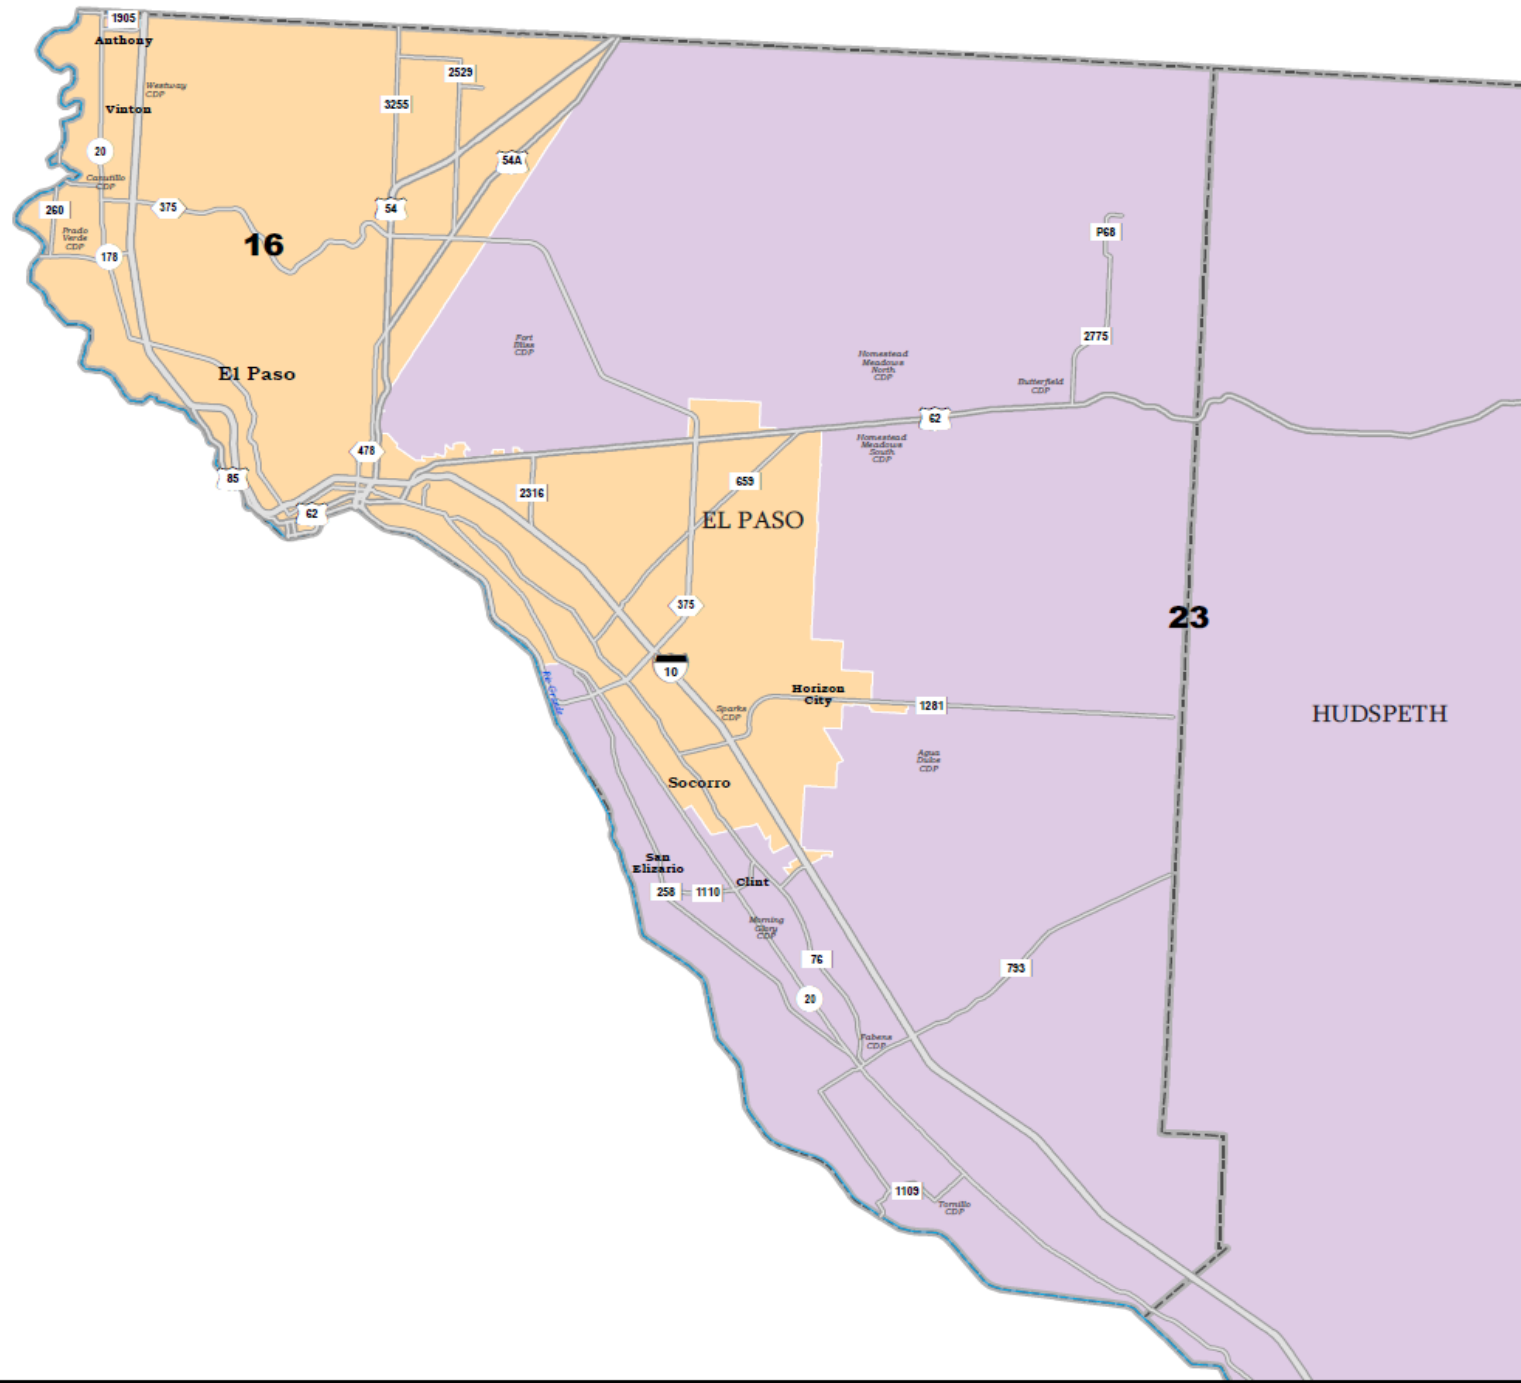 1905
Anthony
2529
Westway
CDP
3255
Vinton
20
54A
Canutillo
CDP
260
375
54
Prado
Verde
CDP
P68
16
178
2775
Fort
Bliss
CDP
Homestead
Meadows
North
CDP
El Paso
Butterfield
CDP
62
478
Homestead
Meadows
South
CDP
85
659
2316
62
EL PASO
375
23
10
Rio Grande
Horizon
City
1281
Sparks
CDP
HUDSPETH
Agua
Dulce
CDP
Socorro
San
Elizario
Clint
258
1110
Morning
Glory
CDP
76
793
20
Fabens
CDP
1109
Tornillo
CDP